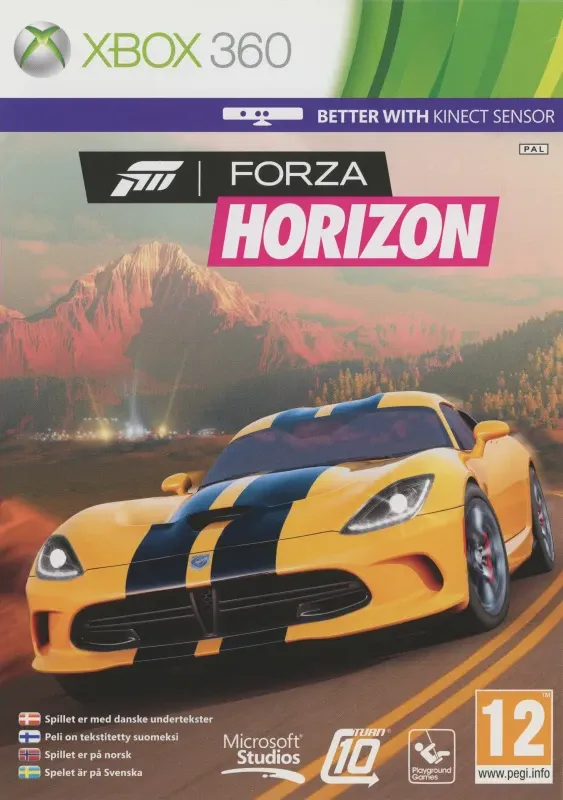 XBOX 360
BETTER WITH KINECT SENSOR
PAL
FORZA
HORIZON
Spillet er med danske undertekster
Peli on tekstitetty suomeksi
Spillet er på norsk
Spelet är på Svenska
Microsoft®
Studios
TURN
10®
Playground
Games
12™
www.pegi.info